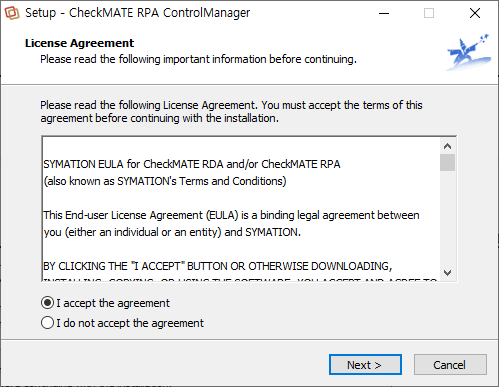 Setup - CheckMATE RPA ControlManager
License Agreement
Please read the following important information before continuing.
Please read the following License Agreement. You must accept the terms of this
agreement before continuing with the installation.
SYMATION EULA for CheckMATE RDA and/or CheckMATE RPA
(also known as SYMATION's Terms and Conditions)
This End-user License Agreement (EULA) is a binding legal agreement between
you (either an individual or an entity) and SYMATION.
BY CLICKING THE "I ACCEPT" BUTTON OR OTHERWISE DOWNLOADING,
INSTALLING, COPYING, OR USING THE SOFTWARE, YOU ACCEPT AND AGREE TO
I accept the agreement
I do not accept the agreement
Next >
Cancel